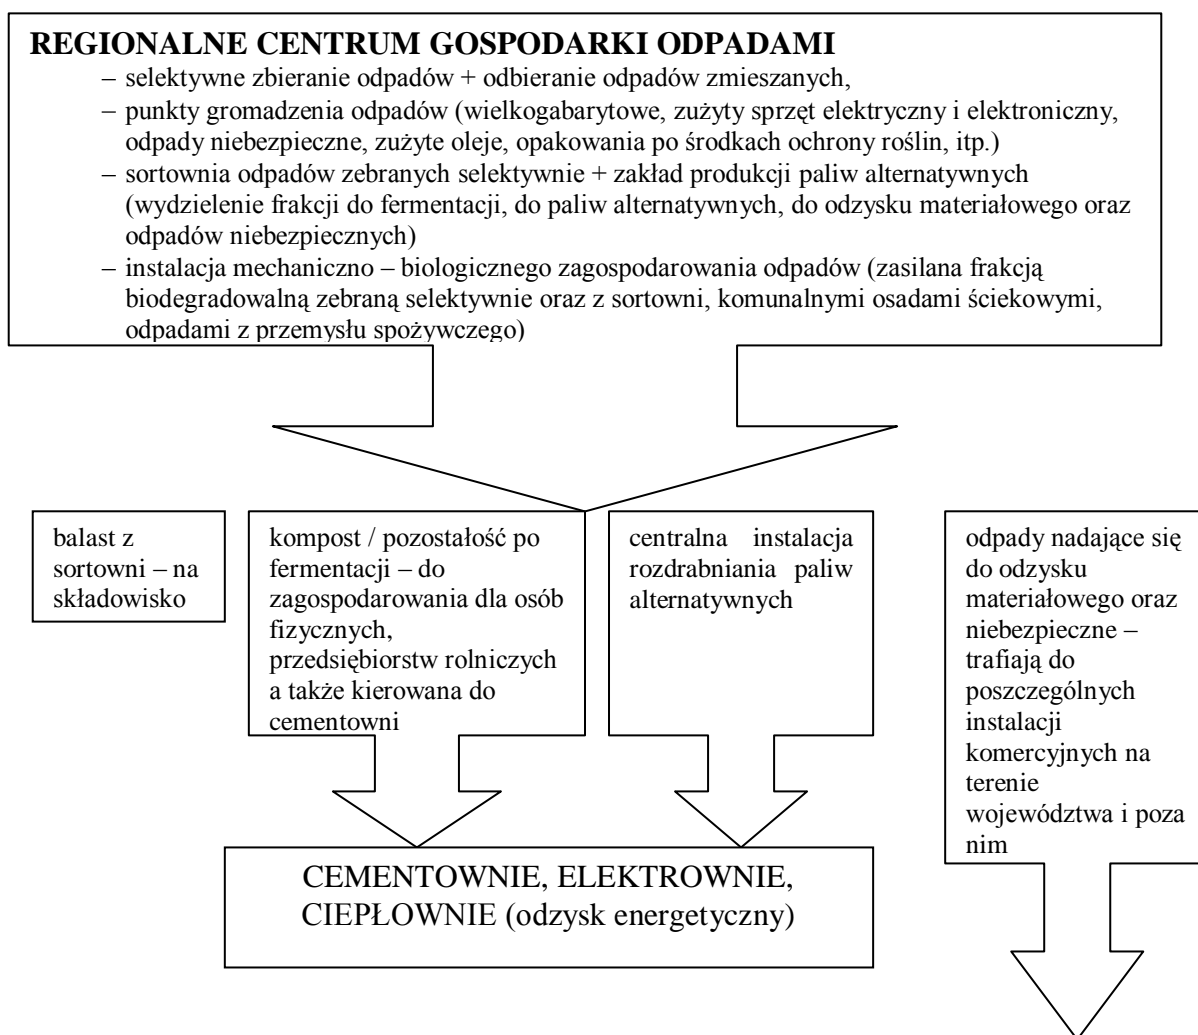 REGIONALNE CENTRUM GOSPODARKI ODPADAMI
– selektywne zbieranie odpadów + odbieranie odpadów zmieszanych,
– punkty gromadzenia odpadów (wielkogabarytowe, zużyty sprzęt elektryczny i elektroniczny,
odpady niebezpieczne, zużyte oleje, opakowania po środkach ochrony roślin, itp.)
– sortownia odpadów zebranych selektywnie + zakład produkcji paliw alternatywnych
(wydzielenie frakcji do fermentacji, do paliw alternatywnych, do odzysku materiałowego oraz
odpadów niebezpiecznych)
– instalacja mechaniczno – biologicznego zagospodarowania odpadów (zasilana frakcją
biodegradowalną zebraną selektywnie oraz z sortowni, komunalnymi osadami ściekowymi,
odpadami z przemysłu spożywczego)
balast z
sortowni – na
składowisko
kompost / pozostałość po
fermentacji – do
zagospodarowania dla osób
fizycznych,
przedsiębiorstw rolniczych
a także kierowana do
cementowni
centralna instalacja
rozdrabniania paliw
alternatywnych
odpady nadające się
do odzysku
materiałowego oraz
niebezpieczne –
trafiają do
poszczególnych
instalacji
komercyjnych na
terenie
województwa i poza
nim
CEMENTOWNIE, ELEKTROWNIE,
CIEPŁOWNIE (odzysk energetyczny)